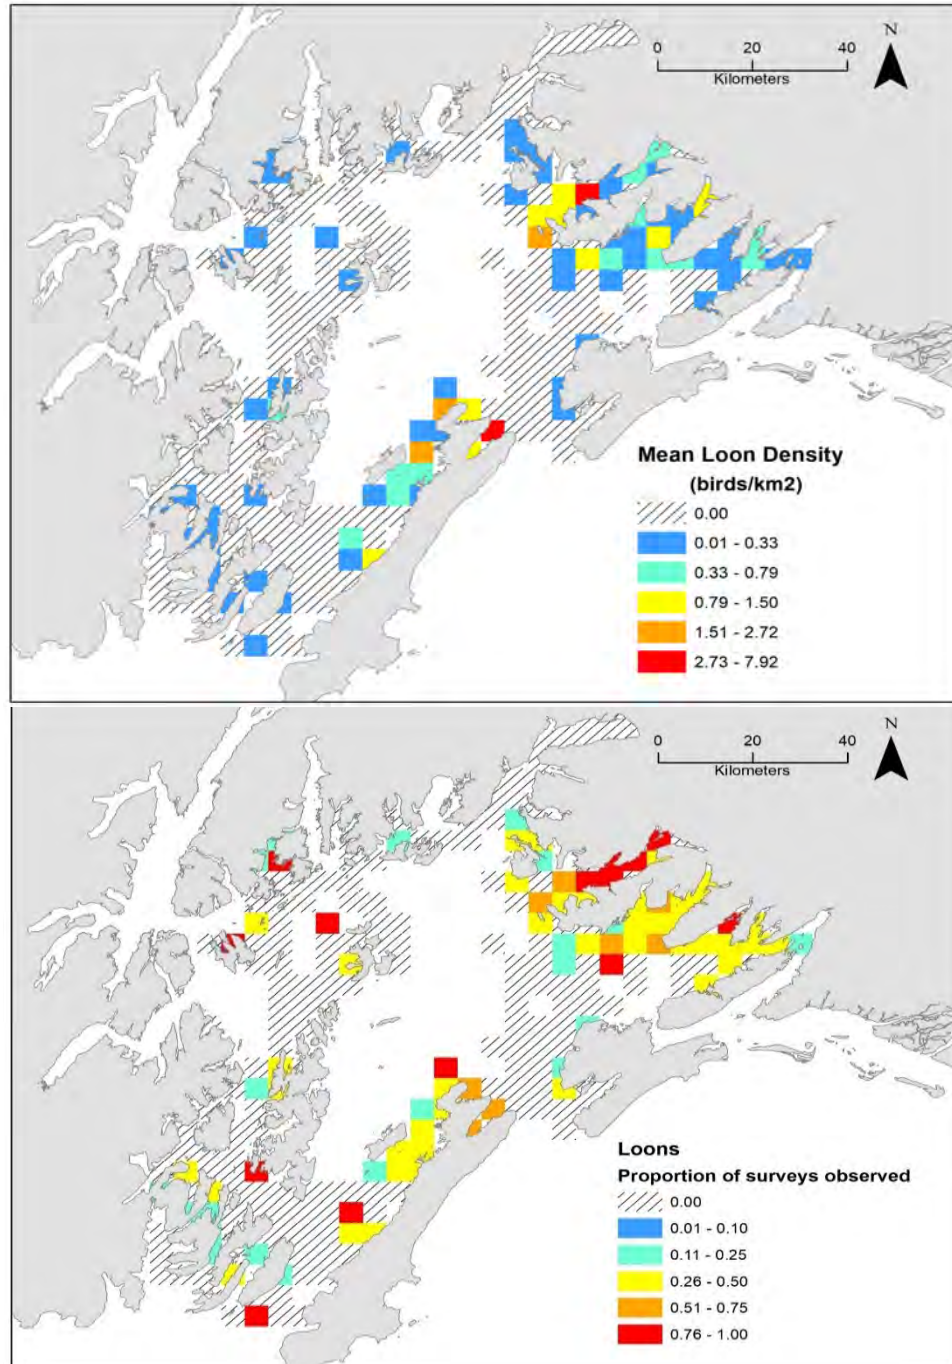 N
0 20 40
Kilometers
Mean Loon Density
(birds/km2)
0.00
0.01 - 0.33
0.33 - 0.79
0.79 - 1.50
1.51 - 2.72
2.73 - 7.92
N
0 20 40
Kilometers
Loons
Proportion of surveys observed
0.00
0.01 - 0.10
0.11 - 0.25
0.26 - 0.50
0.51 - 0.75
0.76 - 1.00